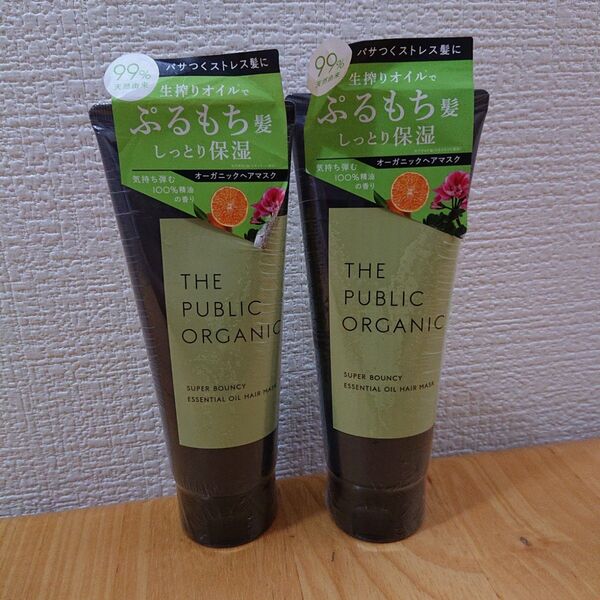 99%
天然由来
パサつくストレス髪に
生搾りオイルで
ぷるもち髪
しっとり保湿
オーガニックヘアマスク
気持ち弾む
100%精油
の香り
THE
PUBLIC
ORGANIC
SUPER BOUNCY
ESSENTIAL OIL HAIR MASK
99%
天然由来
パサつくストレス髪に
生搾りオイルで
ぷるもち髪
しっとり保湿
オーガニックヘアマスク
気持ち弾む
100%精油
の香り
THE
PUBLIC
ORGANIC
SUPER BOUNCY
ESSENTIAL OIL HAIR MASK